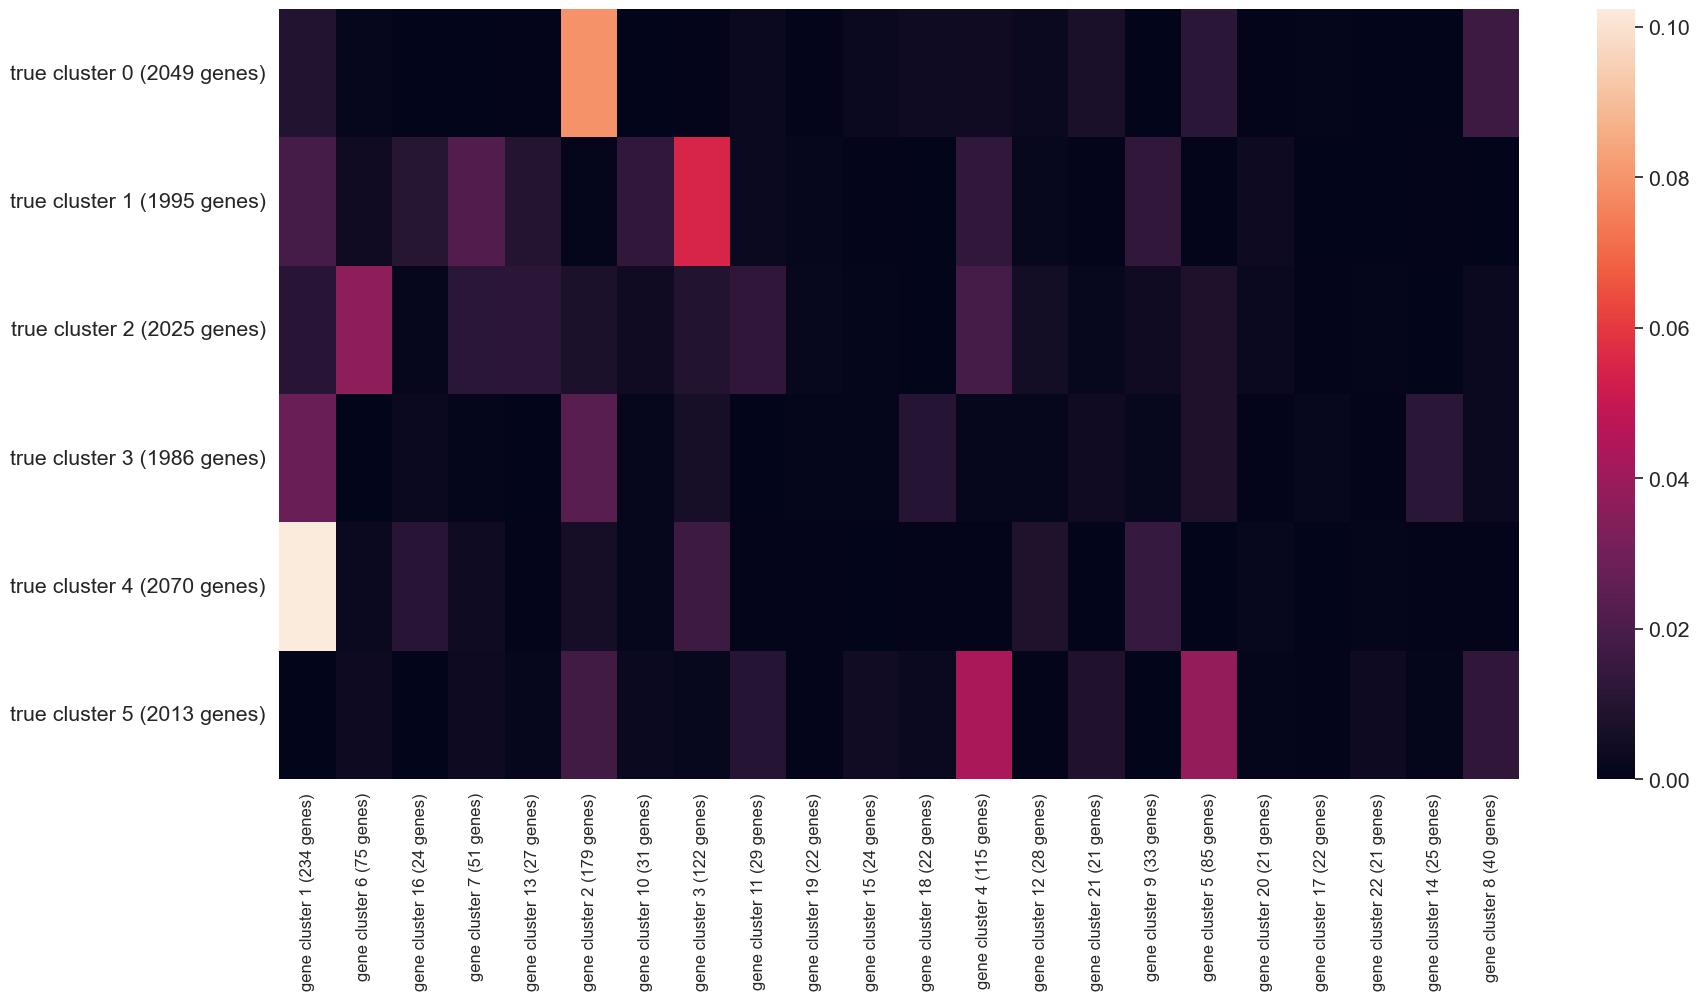 true cluster 0 (2049 genes)
true cluster 1 (1995 genes)
true cluster 2 (2025 genes)
true cluster 3 (1986 genes)
true cluster 4 (2070 genes)
true cluster 5 (2013 genes)
gene cluster 1 (234 genes)
gene cluster 6 (75 genes)
gene cluster 16 (24 genes)
gene cluster 7 (51 genes)
gene cluster 13 (27 genes)
gene cluster 2 (179 genes)
gene cluster 10 (31 genes)
gene cluster 3 (122 genes)
gene cluster 11 (29 genes)
gene cluster 19 (22 genes)
gene cluster 15 (24 genes)
gene cluster 18 (22 genes)
gene cluster 4 (115 genes)
gene cluster 12 (28 genes)
gene cluster 21 (21 genes)
gene cluster 9 (33 genes)
gene cluster 5 (85 genes)
gene cluster 20 (21 genes)
gene cluster 17 (22 genes)
gene cluster 22 (21 genes)
gene cluster 14 (25 genes)
gene cluster 8 (40 genes)
0.10
0.08
0.06
0.04
0.02
0.00